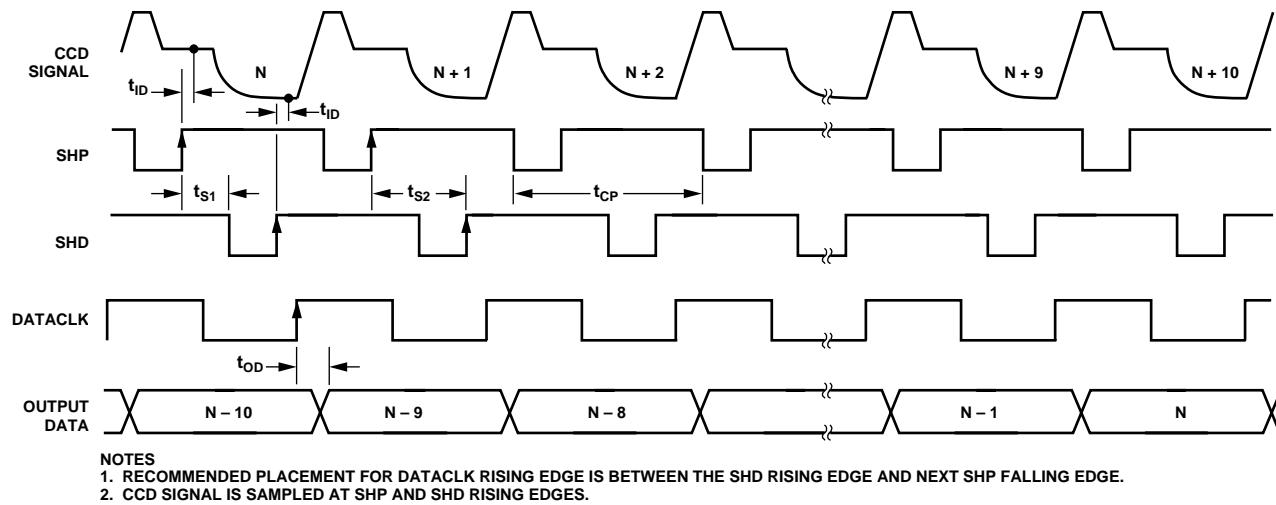 CCD
SIGNAL
N
N + 1
N + 2
N + 9
N + 10
tID
tID
SHP
tS1
tS2
tCP
SHD
DATACLK
tOD
OUTPUT
DATA
N – 10
N – 9
N – 8
N – 1
N
NOTES
1. RECOMMENDED PLACEMENT FOR DATACLK RISING EDGE IS BETWEEN THE SHD RISING EDGE AND NEXT SHP FALLING EDGE.
2. CCD SIGNAL IS SAMPLED AT SHP AND SHD RISING EDGES.